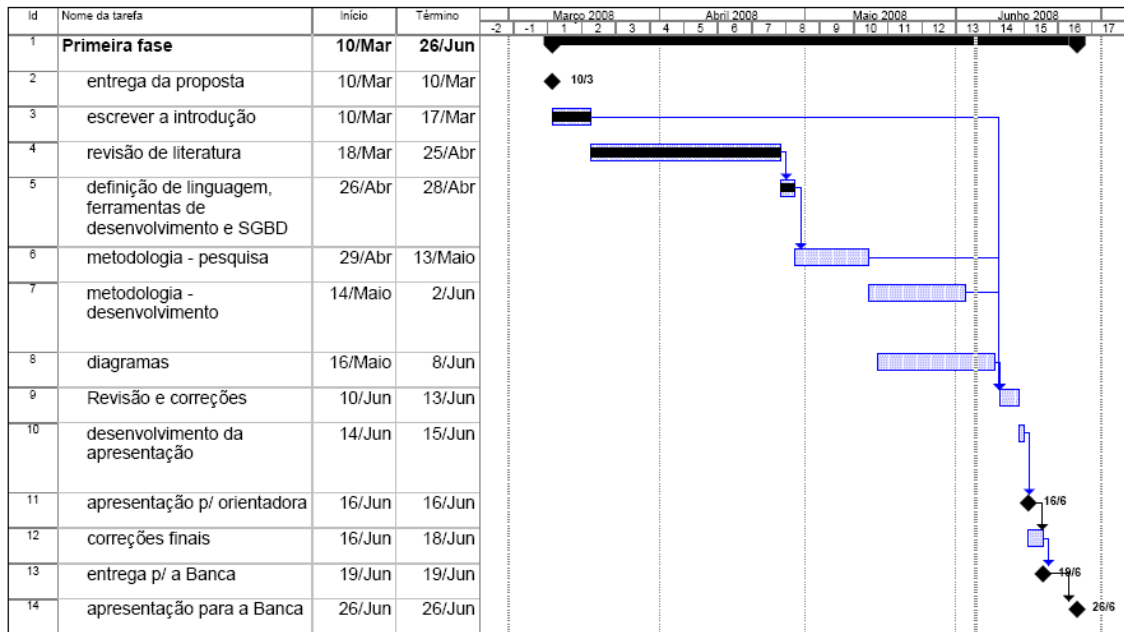 Id Nome da tarefa Início Término Março 2008 Abril 2008 Maio 2008 Junho 2008
-2 -1 1 2 3 4 5 6 7 8 9 10 11 12 13 14 15 16 17
1 Primeira fase 10/Mar 26/Jun
2 entrega da proposta 10/Mar 10/Mar 10/3
3 escrever a introdução 10/Mar 17/Mar
4 revisão de literatura 18/Mar 25/Abr
5 definição de linguagem, 26/Abr 28/Abr
ferramentas de
desenvolvimento e SGBD
6 metodologia - pesquisa 29/Abr 13/Maio
7 metodologia - 14/Maio 2/Jun
desenvolvimento
8 diagramas 16/Maio 8/Jun
9 Revisão e correções 10/Jun 13/Jun
10 desenvolvimento da 14/Jun 15/Jun
apresentação
11 apresentação p/ orientadora 16/Jun 16/Jun 16/6
12 correções finais 16/Jun 18/Jun
13 entrega p/ a Banca 19/Jun 19/Jun 19/6
14 apresentação para a Banca 26/Jun 26/Jun 26/6